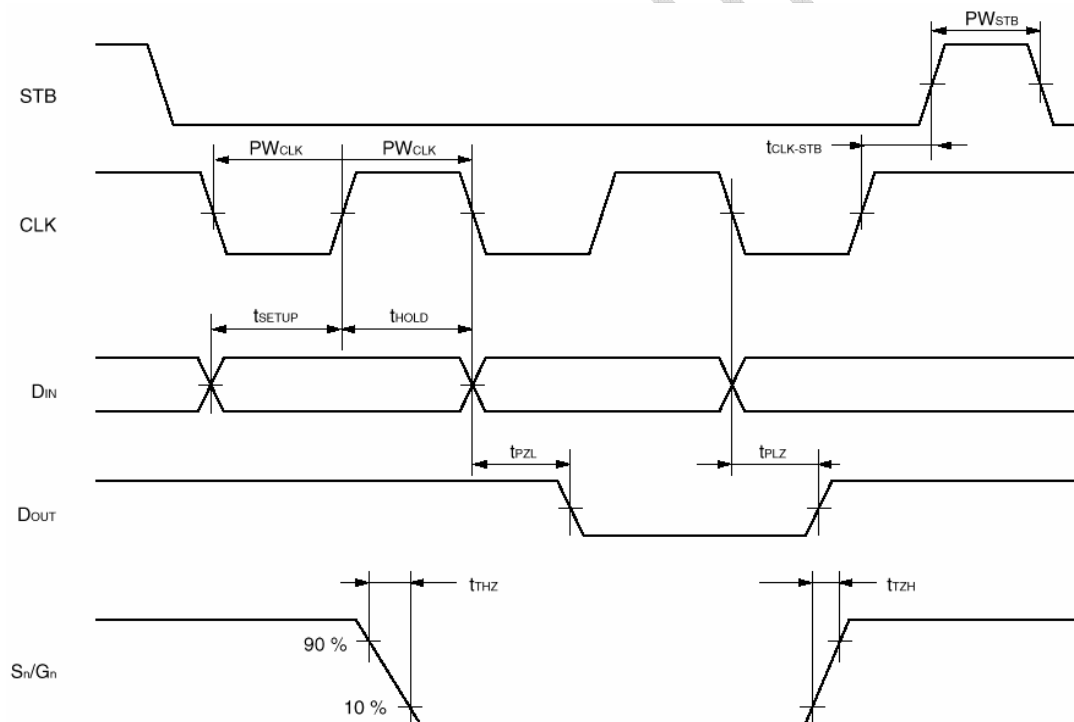 PWSTB
STB
tCLK-STB
PWCLK PWCLK
CLK
tSETUP tHOLD
DIN
tPZL tPLZ
DOUT
tTHZ tTZH
90 %
Sn/Gn
10 %